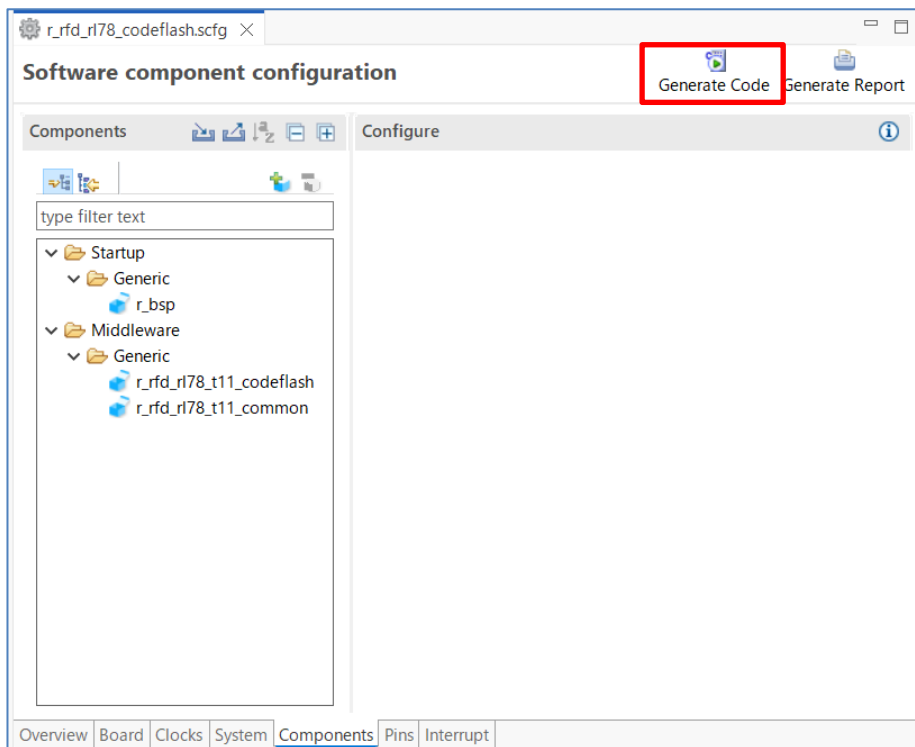 r_rfd_rl78_codeflash.scfg
Software component configuration
Generate Code
Generate Report
Components
Configure
type filter text
Startup
Generic
r_bsp
Middleware
Generic
r_rfd_rl78_t11_codeflash
r_rfd_rl78_t11_common
Overview Board Clocks System Components Pins Interrupt